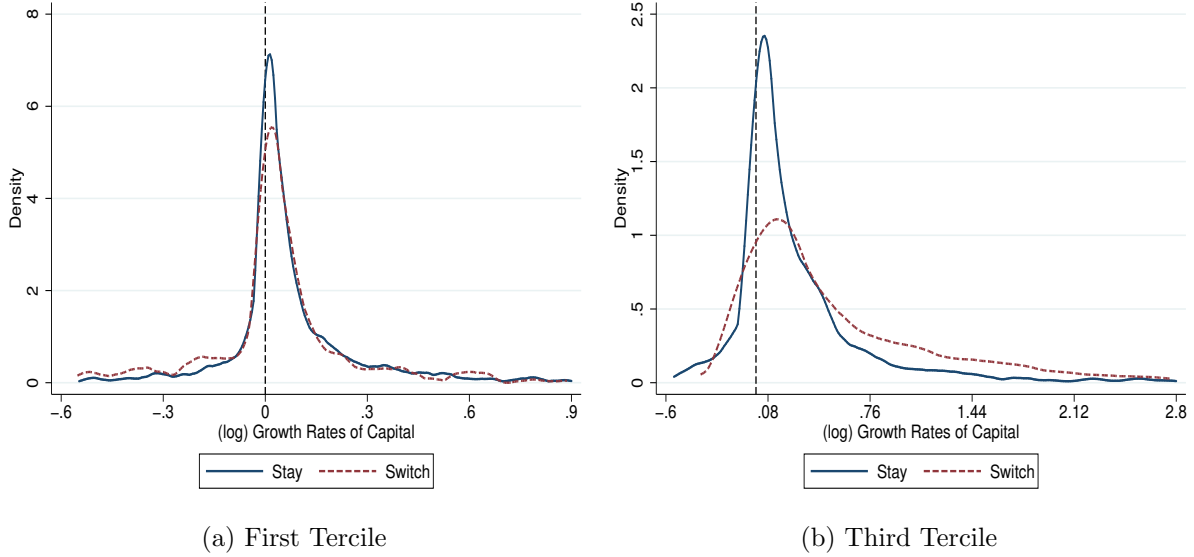 8
6
4
2
0
Density
-.6 -.3 0 .3 .6 .9
(log) Growth Rates of Capital
Stay Switch
(a) First Tercile
2.5
2
1.5
1
.5
0
Density
-.6 .08 .76 1.44 2.12 2.8
(log) Growth Rates of Capital
Stay Switch
(b) Third Tercile